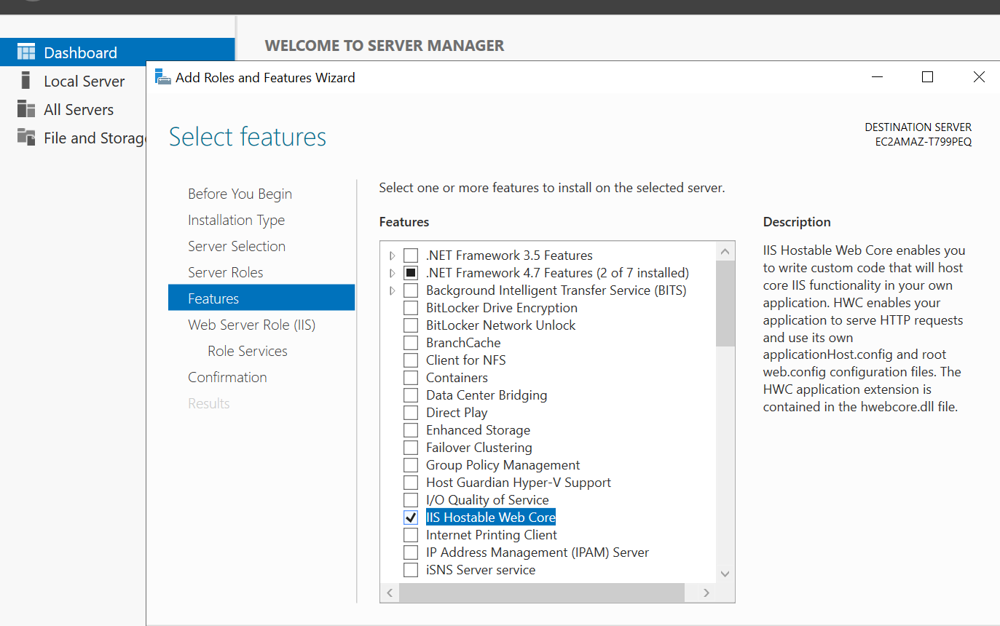 Dashboard
WELCOME TO SERVER MANAGER
Local Server
All Servers
File and Storage
Add Roles and Features Wizard
Select features
DESTINATION SERVER
EC2AMAZ-T799PEQ
Before You Begin
Installation Type
Server Selection
Server Roles
Features
Web Server Role (IIS)
Role Services
Confirmation
Results
Select one or more features to install on the selected server.
Features
.NET Framework 3.5 Features
.NET Framework 4.7 Features (2 of 7 installed)
Background Intelligent Transfer Service (BITS)
BitLocker Drive Encryption
BitLocker Network Unlock
BranchCache
Client for NFS
Containers
Data Center Bridging
Direct Play
Enhanced Storage
Failover Clustering
Group Policy Management
Host Guardian Hyper-V Support
I/O Quality of Service
IIS Hostable Web Core
Internet Printing Client
IP Address Management (IPAM) Server
iSNS Server service
Description
IIS Hostable Web Core enables you
to write custom code that will host
core IIS functionality in your own
application. HWC enables your
application to serve HTTP requests
and use its own
applicationHost.config and root
web.config configuration files. The
HWC application extension is
contained in the hwebcore.dll file.